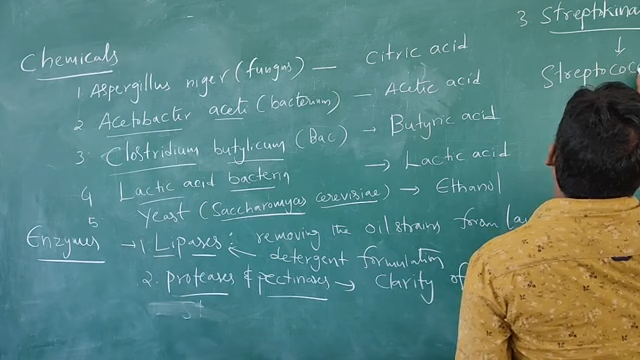 Chemicals
1 Aspergillus niger (fungus) — Citric acid
2 Acetobacter aceti (bacterium) — Acetic acid
3. Clostridium butylicum (Bac) → Butyric acid
4 Lactic acid bacteria → Lactic acid
5 Yeast (Saccharomyces cerevisiae) → Ethanol
Enzymes → 1. Lipases: removing the oil strains from
detergent formulation
2. proteases & pectinases → Clarity of
3 Streptokina
↓
Streptococ